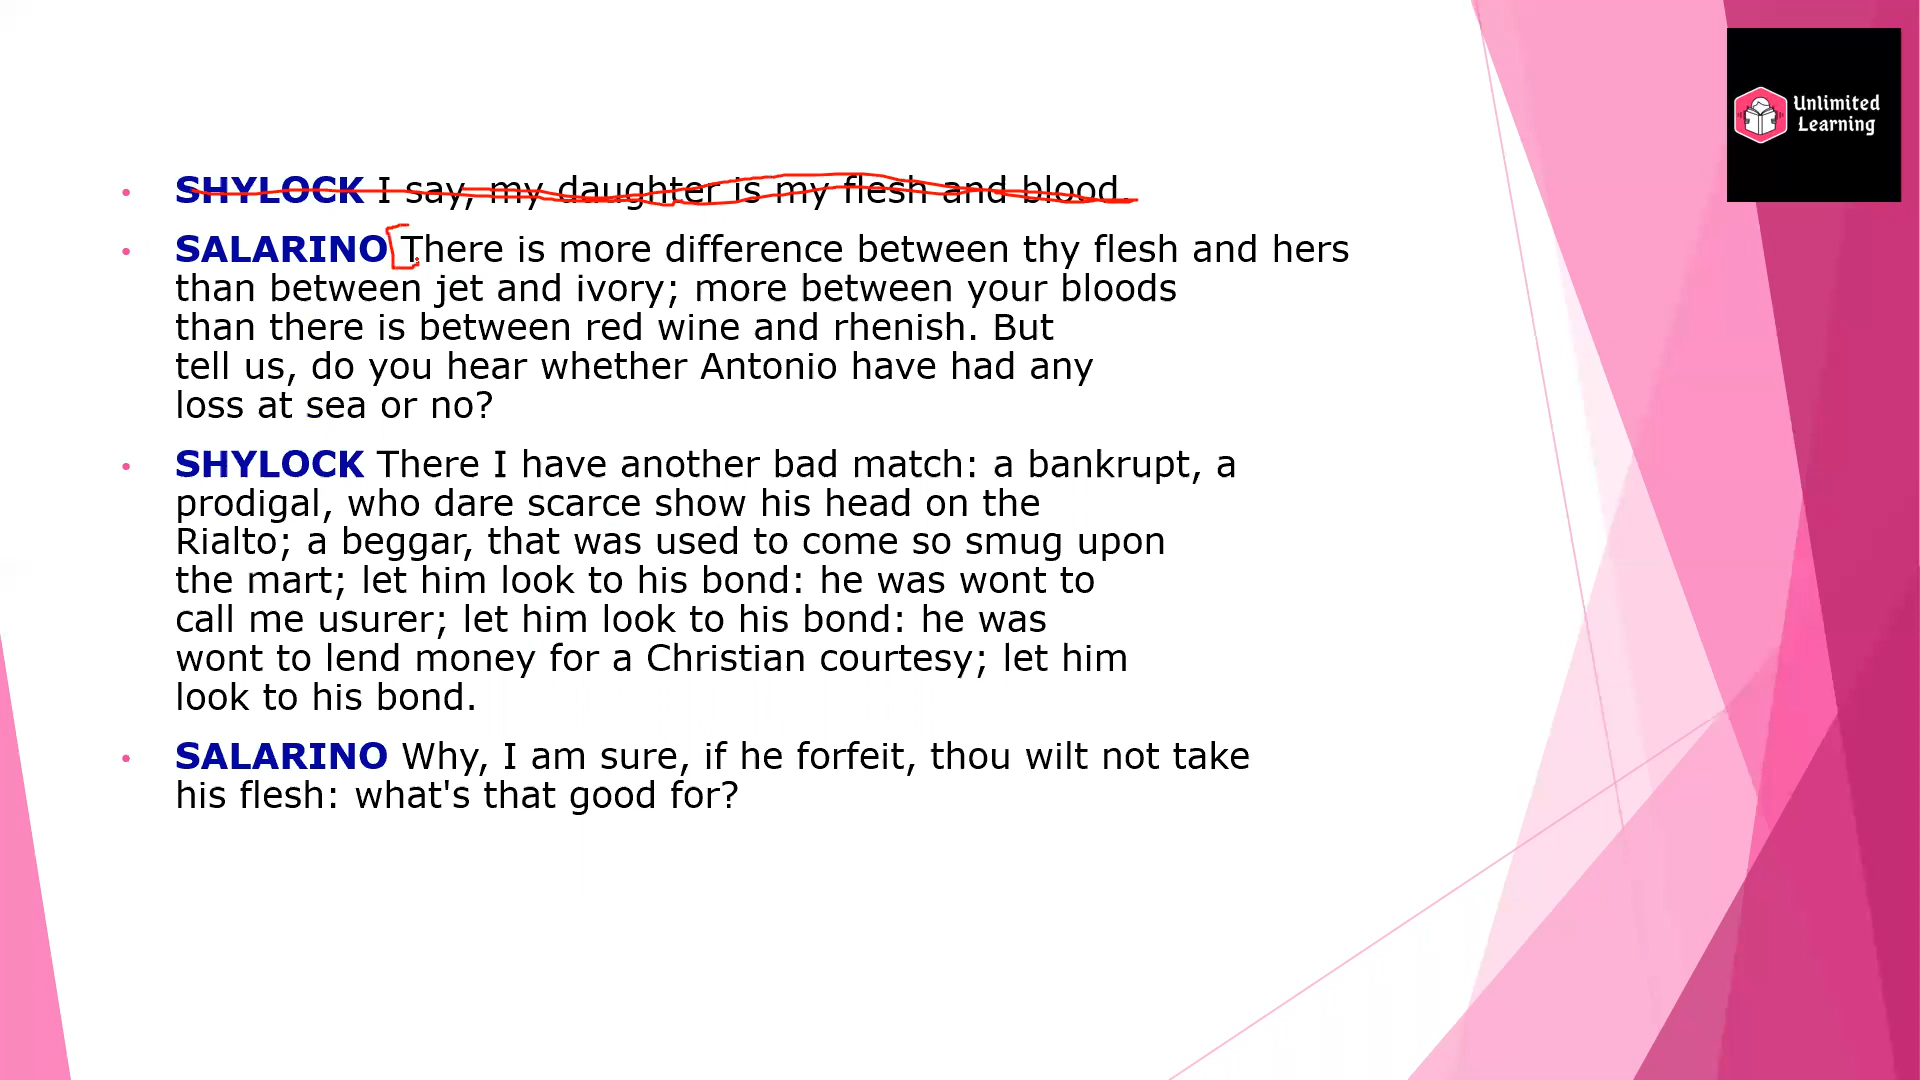 Unlimited
Learning
• SHYLOCK I say, my daughter is my flesh and blood.
• SALARINO There is more difference between thy flesh and hers
than between jet and ivory; more between your bloods
than there is between red wine and rhenish. But
tell us, do you hear whether Antonio have had any
loss at sea or no?
• SHYLOCK There I have another bad match: a bankrupt, a
prodigal, who dare scarce show his head on the
Rialto; a beggar, that was used to come so smug upon
the mart; let him look to his bond: he was wont to
call me usurer; let him look to his bond: he was
wont to lend money for a Christian courtesy; let him
look to his bond.
• SALARINO Why, I am sure, if he forfeit, thou wilt not take
his flesh: what's that good for?